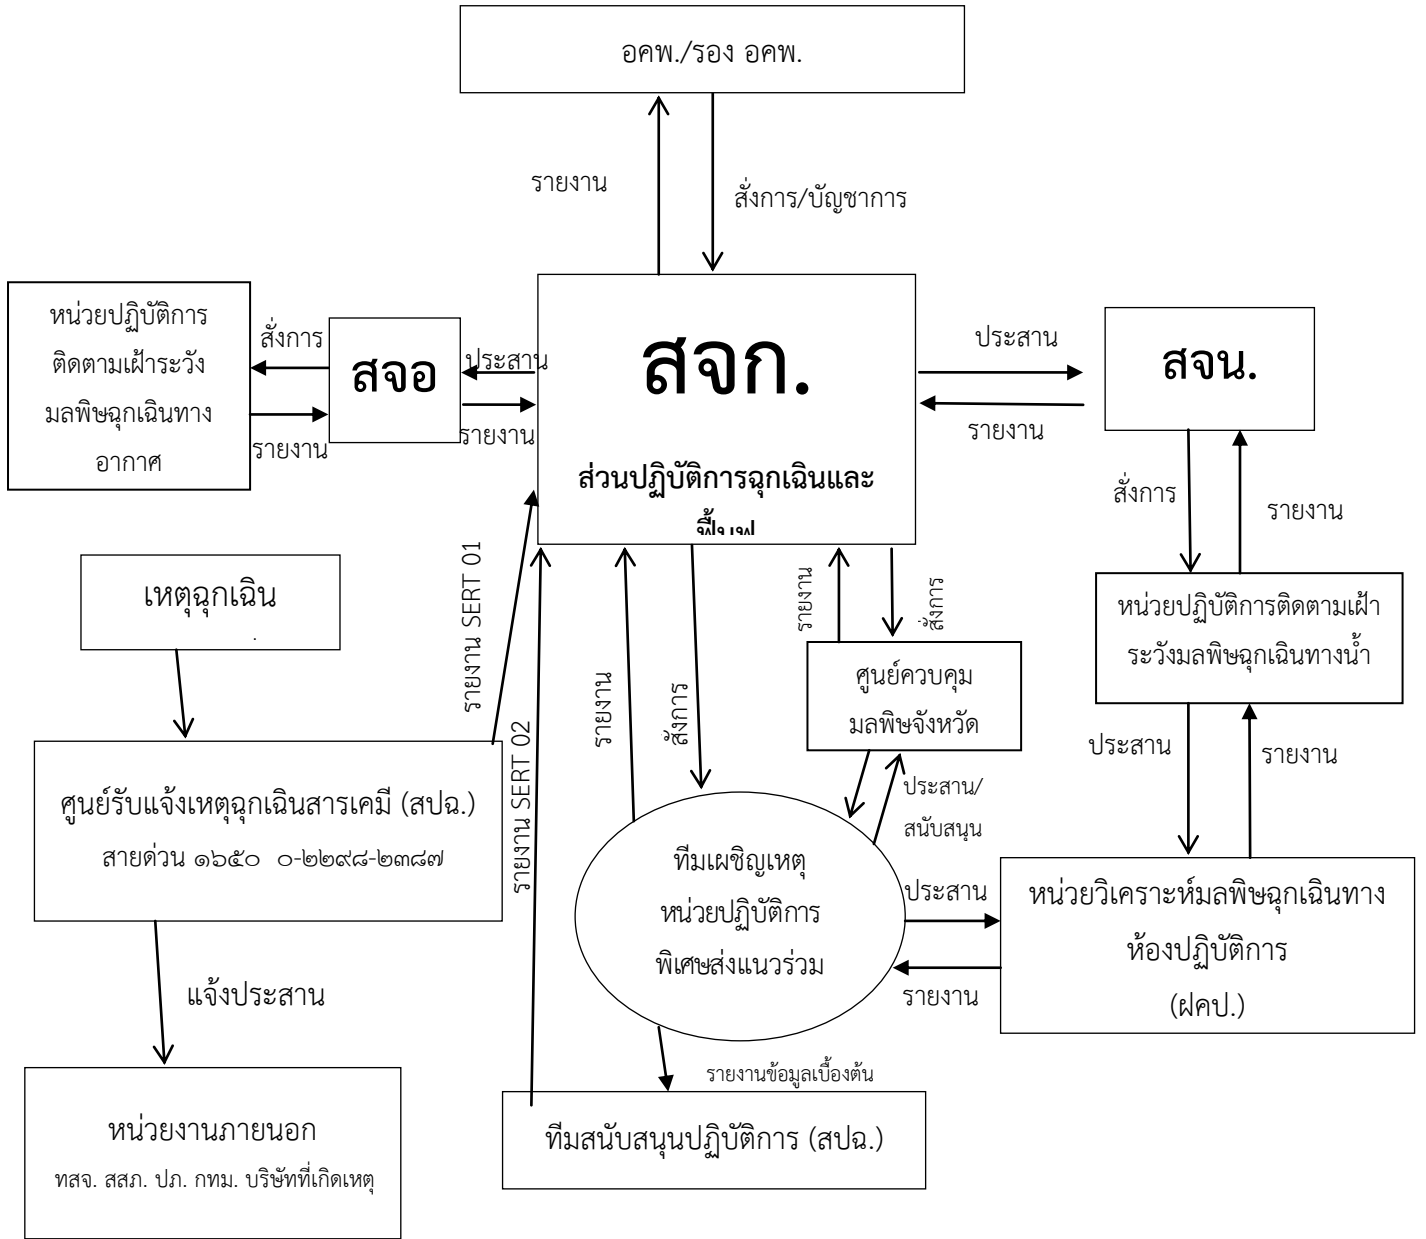 อคพ./รอง อคพ.
รายงาน
สั่งการ/บัญชาการ
หน่วยปฏิบัติการ
ติดตามเฝ้าระวัง
มลพิษฉุกเฉินทาง
อากาศ
สั่งการ
รายงาน
สจอ
ประสาน
รายงาน
สจก.
ส่วนปฏิบัติการฉุกเฉินและ
ฟื้นฟู
ประสาน
รายงาน
สจน.
สั่งการ
รายงาน
เหตุฉุกเฉิน
รายงาน SERT 01
รายงาน SERT 02
รายงาน
สั่งการ
รายงาน
สั่งการ
ศูนย์ควบคุม
มลพิษจังหวัด
หน่วยปฏิบัติการติดตามเฝ้า
ระวังมลพิษฉุกเฉินทางน้ำ
ประสาน
รายงาน
ศูนย์รับแจ้งเหตุฉุกเฉินสารเคมี (สปฉ.)
สายด่วน ๑๖๕๐ ๐-๒๒๙๘-๒๓๘๗
ประสาน/
สนับสนุน
ทีมเผชิญเหตุ
หน่วยปฏิบัติการ
พิเศษส่งแนวร่วม
ประสาน
รายงาน
หน่วยวิเคราะห์มลพิษฉุกเฉินทาง
ห้องปฏิบัติการ
(ฝคป.)
แจ้งประสาน
รายงานข้อมูลเบื้องต้น
หน่วยงานภายนอก
ทสจ. สสภ. ปภ. กทม. บริษัทที่เกิดเหตุ
ทีมสนับสนุนปฏิบัติการ (สปฉ.)